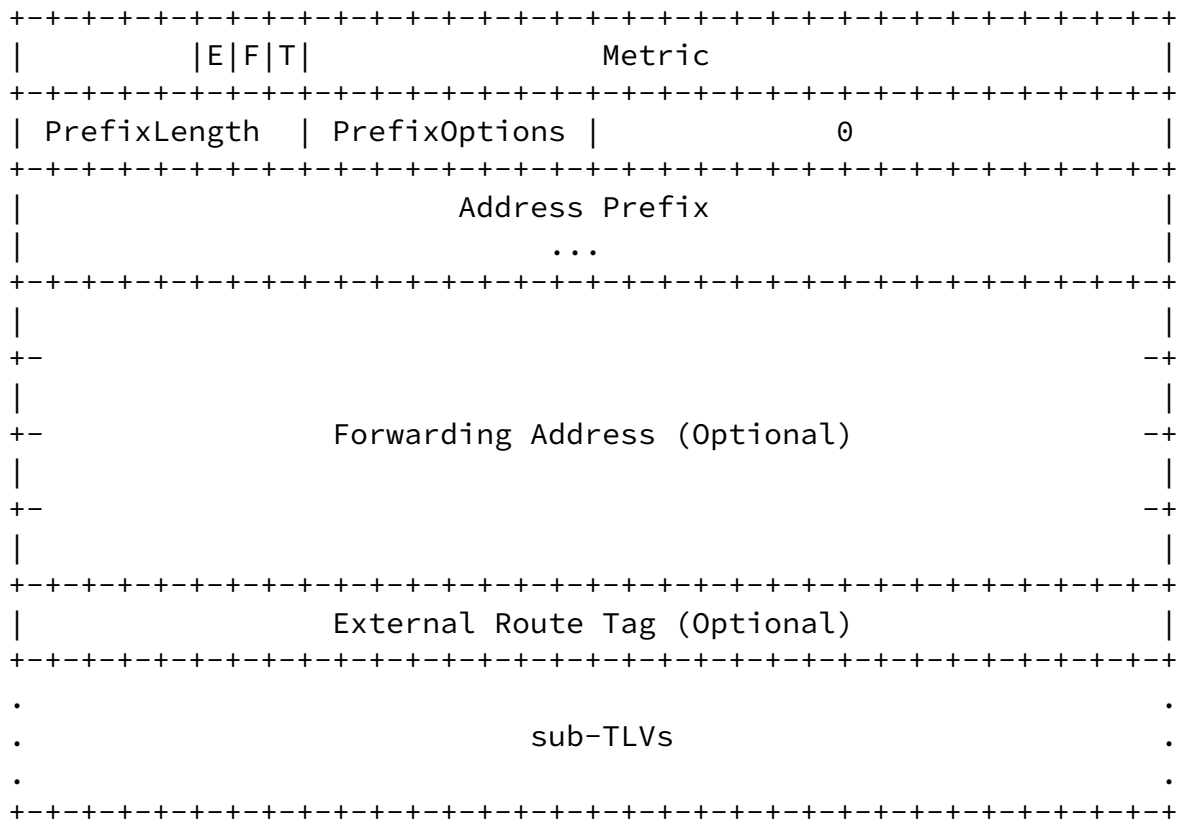 +-+-+-+-+-+-+-+-+-+-+-+-+-+-+-+-+-+-+-+-+-+-+-+-+-+-+-+-+-+-+-+-+
|         |E|F|T|                Metric                         |
+-+-+-+-+-+-+-+-+-+-+-+-+-+-+-+-+-+-+-+-+-+-+-+-+-+-+-+-+-+-+-+-+
| PrefixLength  | PrefixOptions |             0                 |
+-+-+-+-+-+-+-+-+-+-+-+-+-+-+-+-+-+-+-+-+-+-+-+-+-+-+-+-+-+-+-+-+
|                        Address Prefix                         |
|                             ...                               |
+-+-+-+-+-+-+-+-+-+-+-+-+-+-+-+-+-+-+-+-+-+-+-+-+-+-+-+-+-+-+-+-+
|                                                               |
+-                                                             -+
|                                                               |
+-                Forwarding Address (Optional)                -+
|                                                               |
+-                                                             -+
|                                                               |
+-+-+-+-+-+-+-+-+-+-+-+-+-+-+-+-+-+-+-+-+-+-+-+-+-+-+-+-+-+-+-+-+
|                 External Route Tag (Optional)                 |
+-+-+-+-+-+-+-+-+-+-+-+-+-+-+-+-+-+-+-+-+-+-+-+-+-+-+-+-+-+-+-+-+
.                                                               .
.                            sub-TLVs                           .
.                                                               .
+-+-+-+-+-+-+-+-+-+-+-+-+-+-+-+-+-+-+-+-+-+-+-+-+-+-+-+-+-+-+-+-+